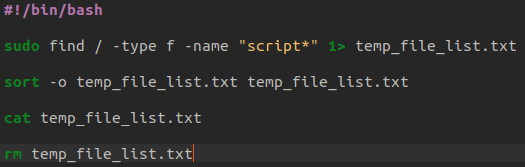 #!/bin/bash
sudo find / -type f -name "script*" 1> temp_file_list.txt
sort -o temp_file_list.txt temp_file_list.txt
cat temp_file_list.txt
rm temp_file_list.txt